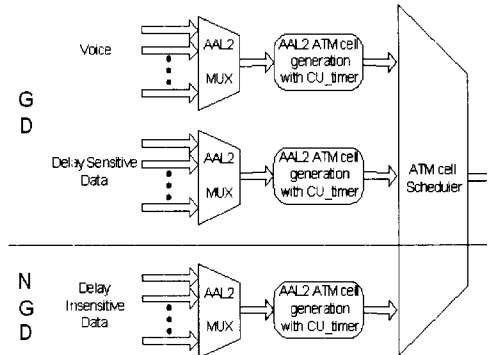 G
D
Voice
AAL2
MUX
AAL2 ATM cell
generation
with CU_timer
Delay Sensitive
Data
AAL2
MUX
AAL2 ATM cell
generation
with CU_timer
ATM cell
Scheduler
N
G
D
Delay
Insensitive
Data
AAL2
MUX
AAL2 ATM cell
generation
with CU_timer